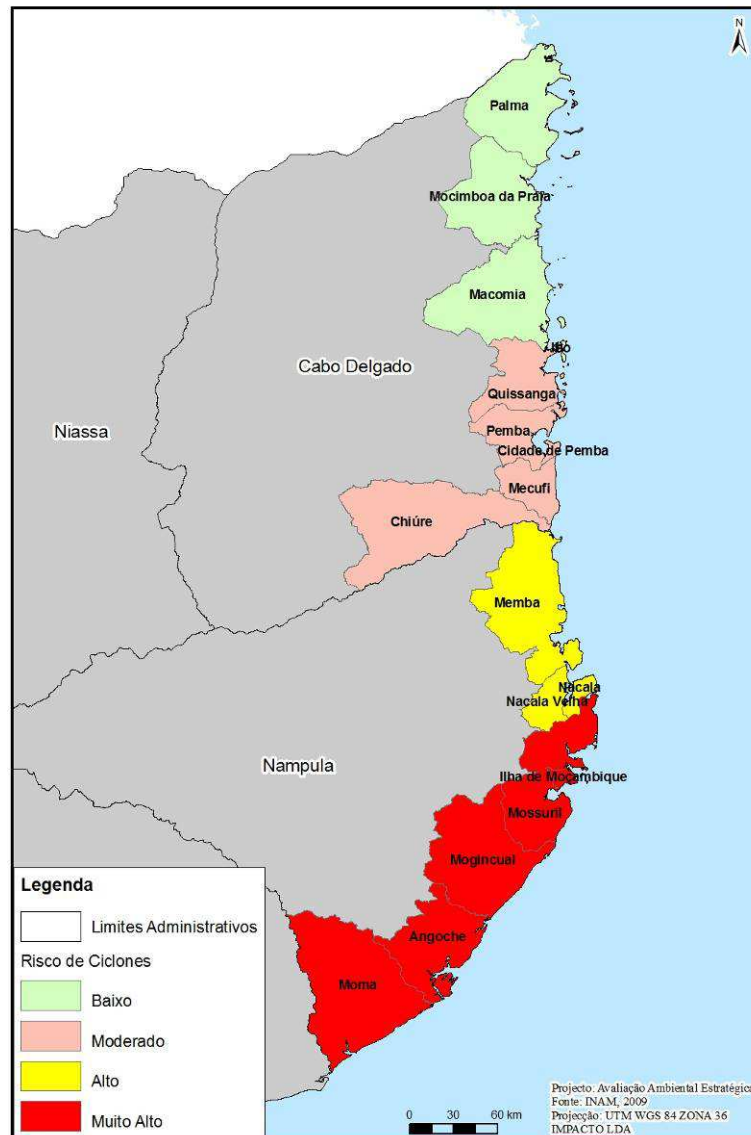 N
Palma
Mocimboa da Praia
Macomia
Cabo Delgado
Niassa
Quissanga
Pemba
Cidade de Pemba
Mecufi
Chiúre
Memba
Nacala
Nacala Velha
Nampula
Ilha de Moçambique
Mossuril
Mogincual
Angoche
Moma
Legenda
Limites Administrativos
Risco de Ciclones
Baixo
Moderado
Alto
Muito Alto
0 30 60 km
Projecto: Avaliação Ambiental Estratégica
Fonte: INAM, 2009
Projecção: UTM WGS 84 ZONA 36
IMPACTO LDA